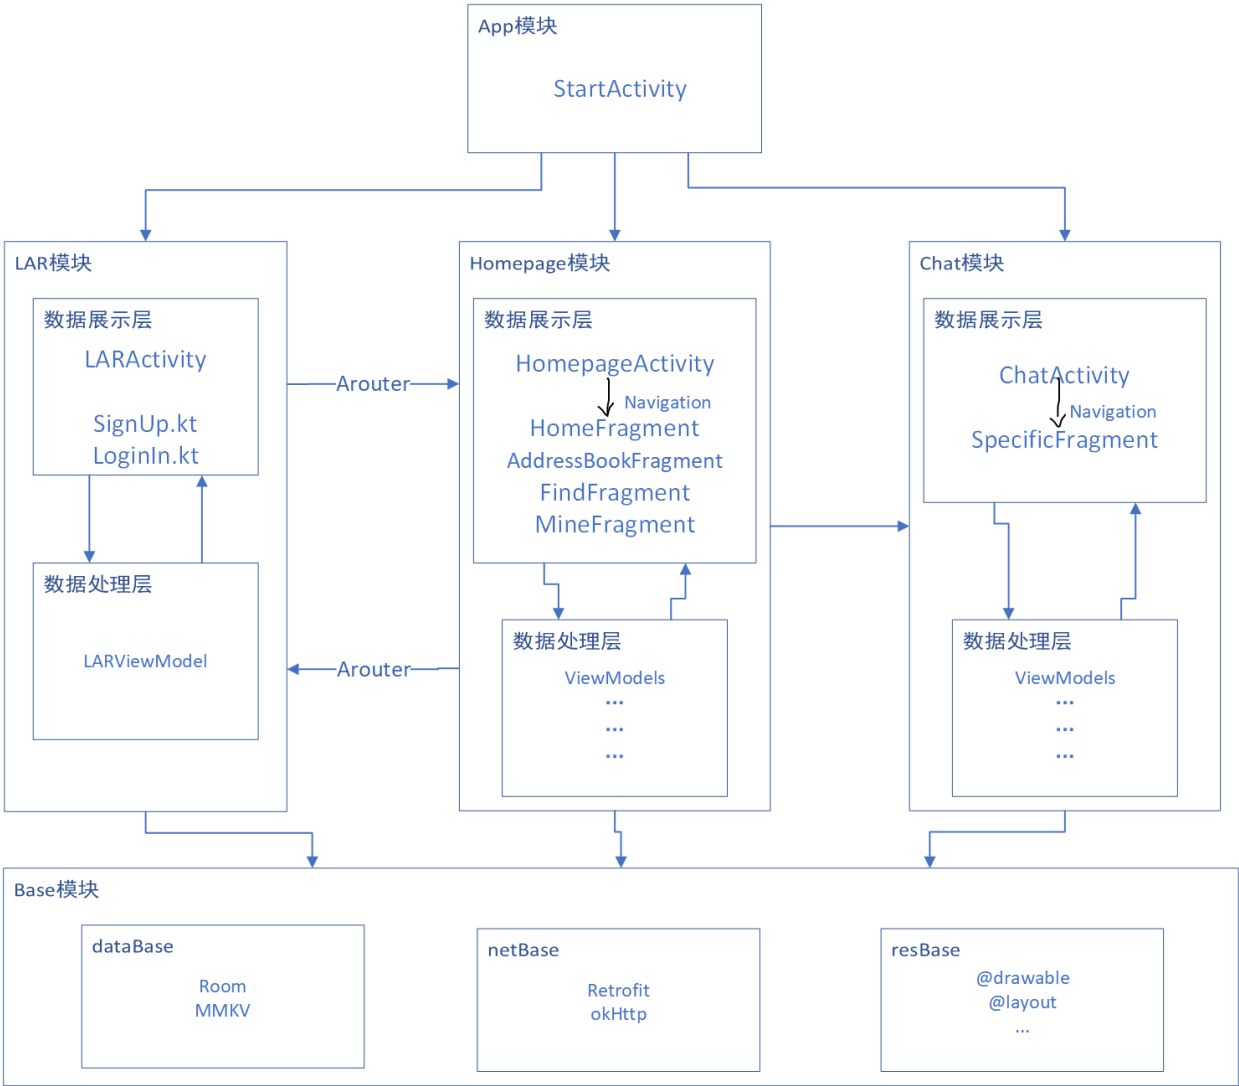 App模块
StartActivity
LAR模块
数据展示层
LARActivity
SignUp.kt
LoginIn.kt
数据处理层
LARViewModel
Arouter
Arouter
Homepage模块
数据展示层
HomepageActivity
Navigation
HomeFragment
AddressBookFragment
FindFragment
MineFragment
数据处理层
ViewModels
...
...
...
Chat模块
数据展示层
ChatActivity
Navigation
SpecificFragment
数据处理层
ViewModels
...
...
...
Base模块
dataBase
Room
MMKV
netBase
Retrofit
okHttp
resBase
@drawable
@layout
...